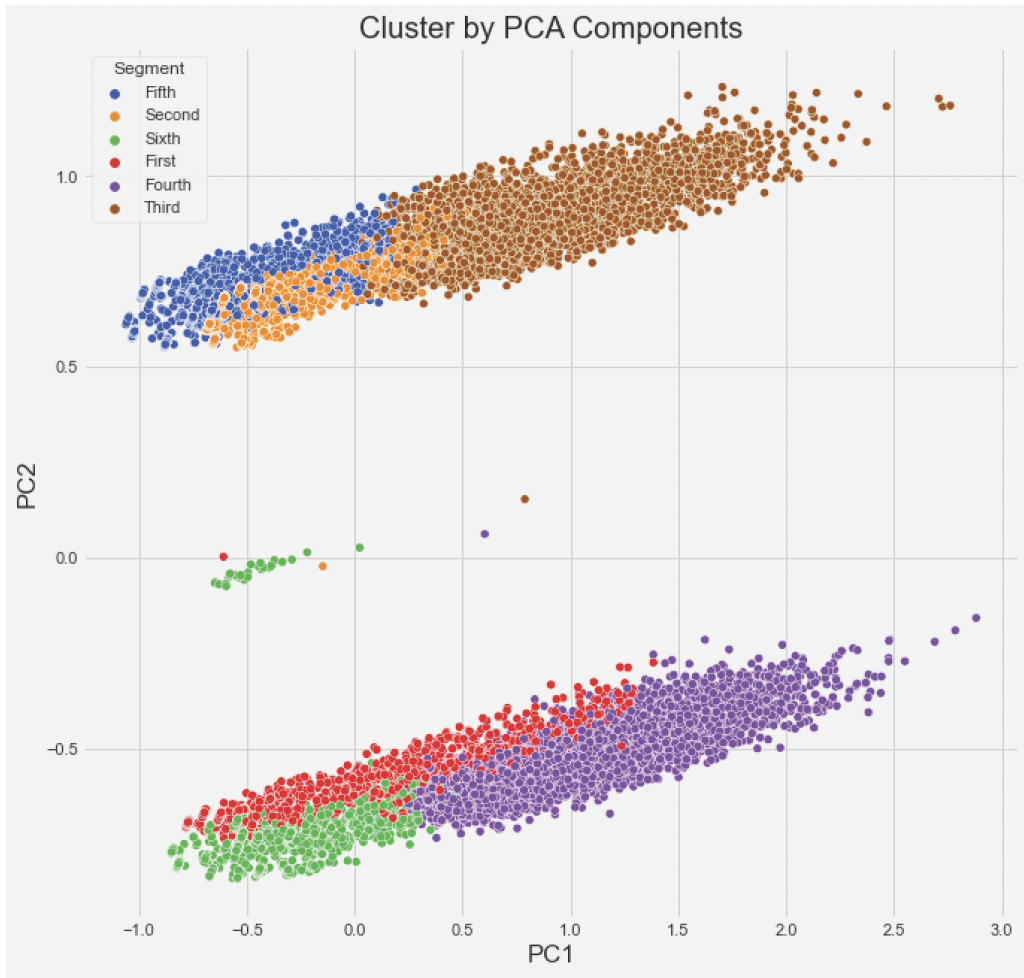 Cluster by PCA Components
Segment
Fifth
Second
Sixth
First
Fourth
Third
1.0
0.5
0.0
−0.5
PC2
−1.0 −0.5 0.0 0.5 1.0 1.5 2.0 2.5 3.0
PC1